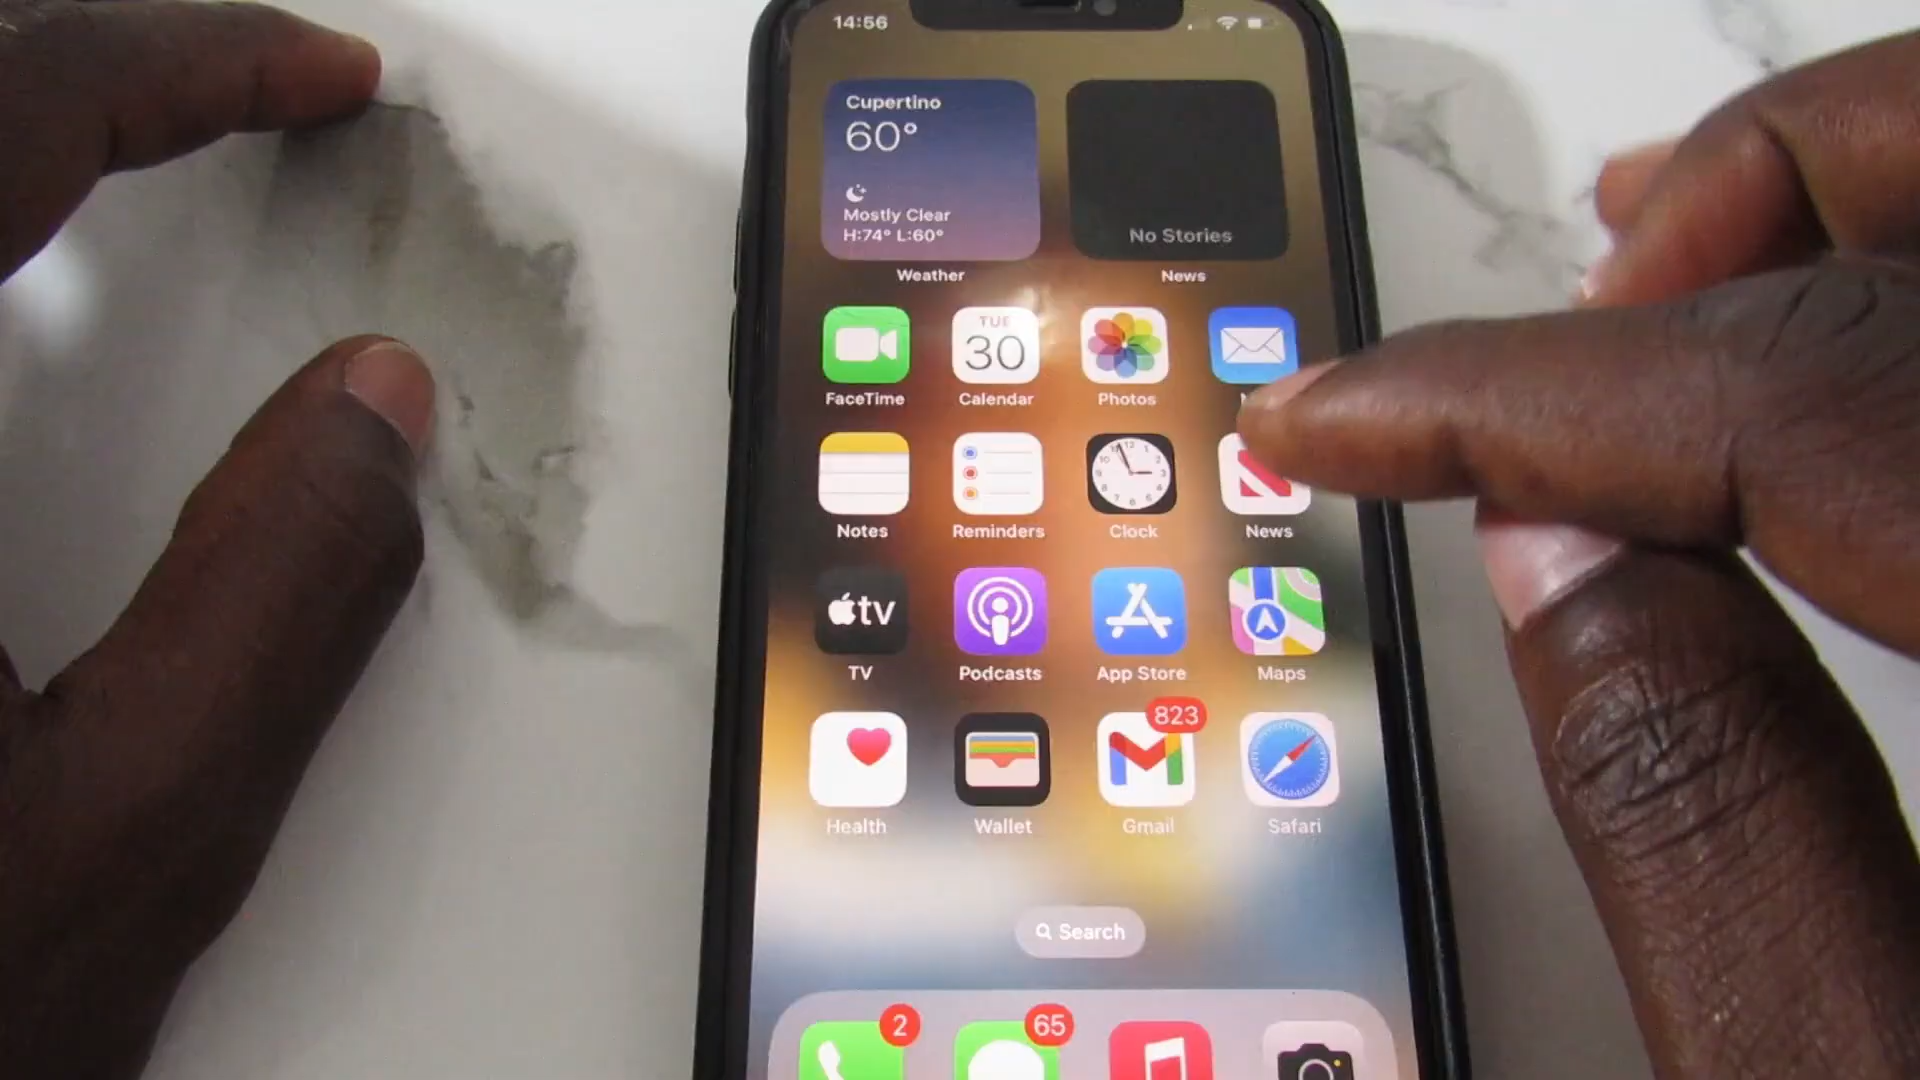 14:56
Cupertino
60°
Mostly Clear
H:74° L:60°
Weather
No Stories
News
FaceTime
TUE
30
Calendar
Photos
Notes
Reminders
Clock
News
tv
TV
Podcasts
App Store
Maps
Health
Wallet
823
Gmail
Safari
Search
2
65